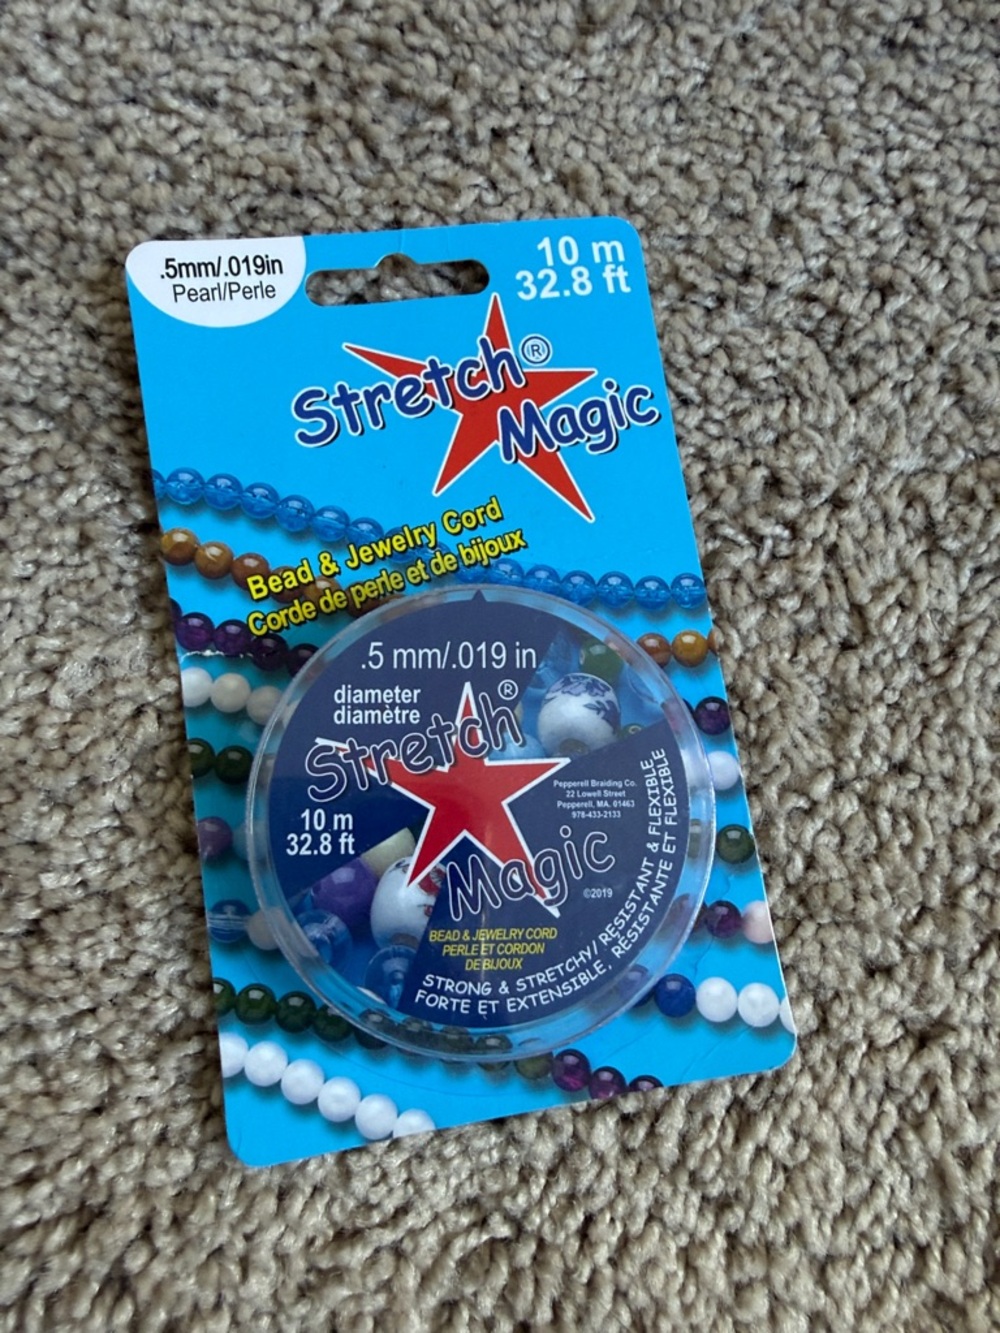 .5mm/.019in
Pearl/Perle
10 m
32.8 ft
Stretch®
Magic
Bead & Jewelry Cord
Corde de perle et de bijoux
.5 mm/.019 in
diameter
diamètre
Stretch®
Magic
10 m
32.8 ft
Pepperell Braiding Co.
22 Lowell Street
Pepperell, MA. 01463
978-433-2133
©2019
BEAD & JEWELRY CORD
PERLE ET CORDON
DE BIJOUX
STRONG & STRETCHY/ RESISTANT & FLEXIBLE
FORTE ET EXTENSIBLE, RÉSISTANTE ET FLEXIBLE